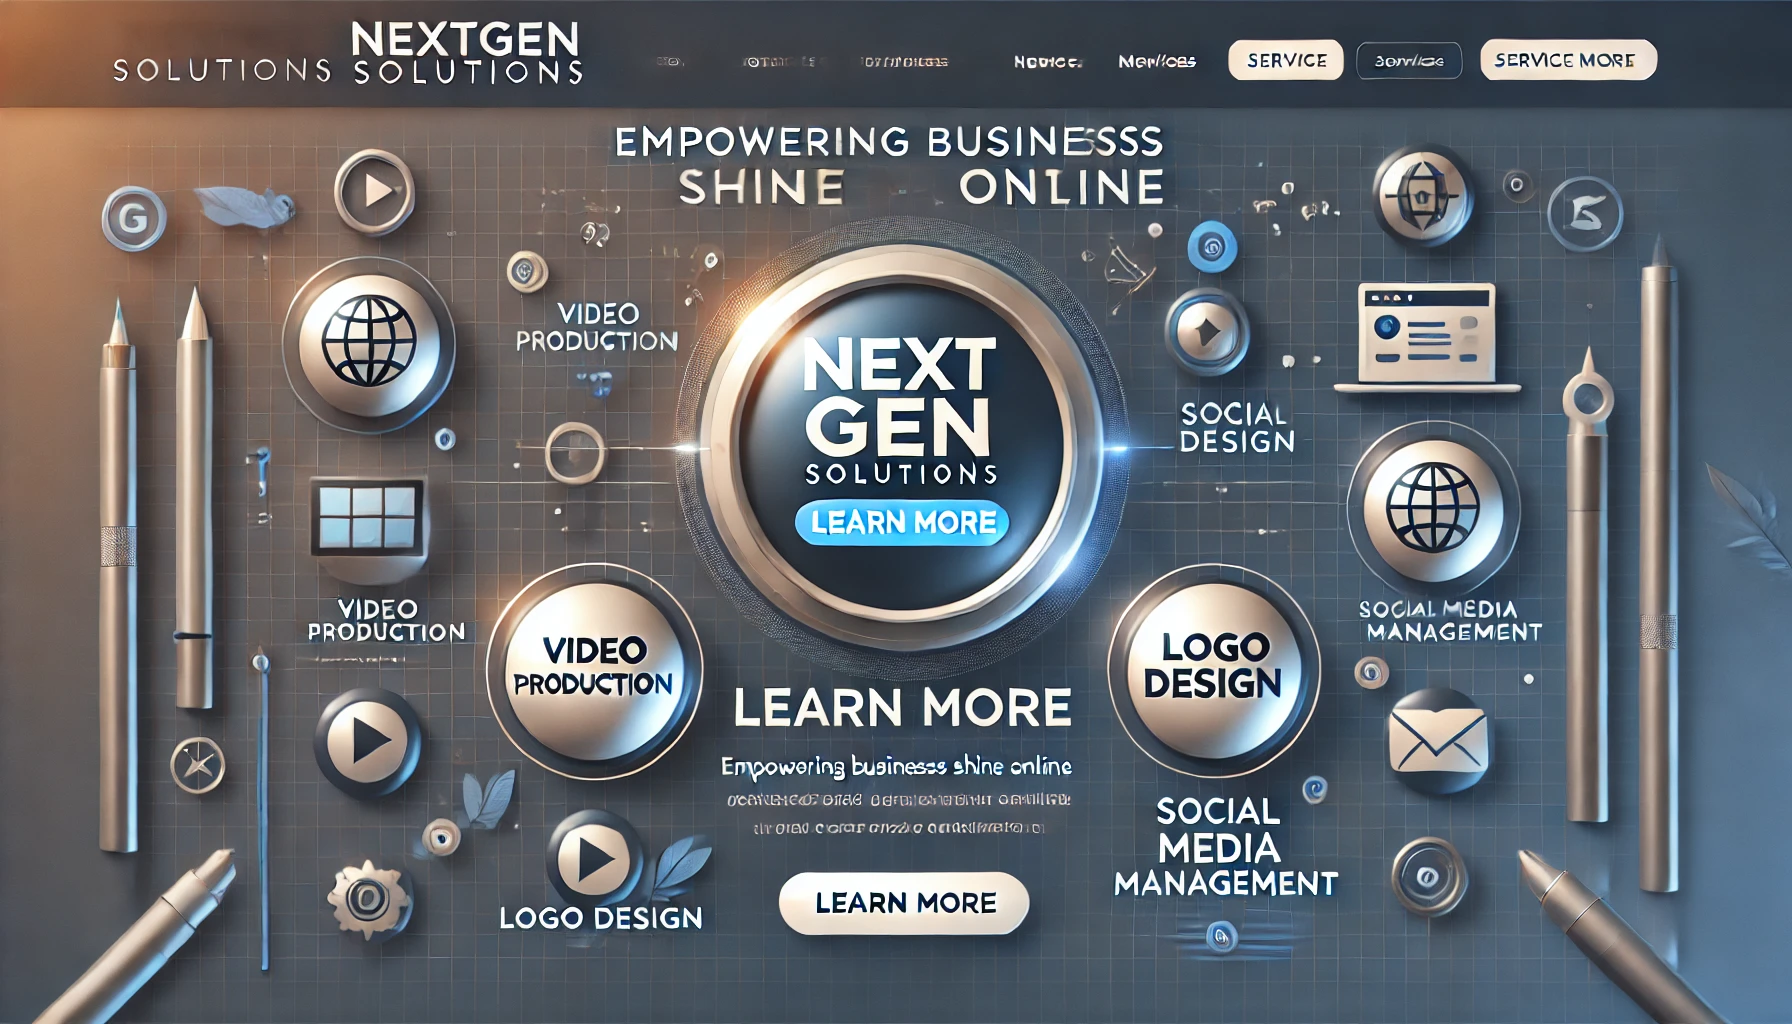 NEXTGEN
SOLUTIONS SOLUTIONS
SERVICE
SERVICE MORE
EMPOWERING BUSINESSS
SHINE ONLINE
G
VIDEO
PRODUCTION
NEXT
GEN
SOLUTIONS
LEARN MORE
SOCIAL
DESIGN
VIDEO
PRODUCTION
SOCIAL MEDIA
MANAGEMENT
VIDEO
PRODUCTION
LOGO
DESIGN
LEARN MORE
Empowering businesss shine online
SOCIAL
MEDIA
MANAGEMENT
LOGO DESIGN
LEARN MORE